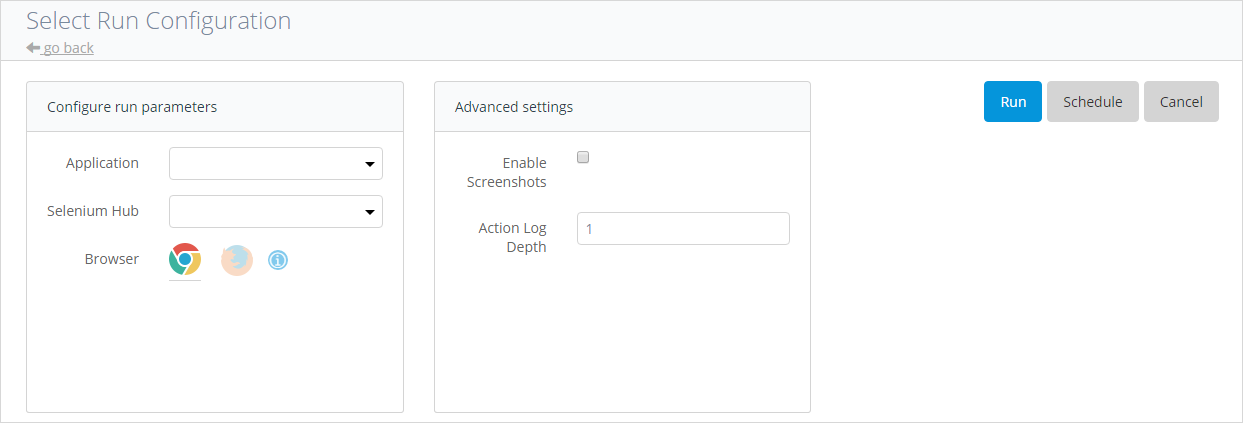 Select Run Configuration
go back
Configure run parameters
Application
Selenium Hub
Browser
Advanced settings
Enable
Screenshots
Action Log
Depth
1
Run
Schedule
Cancel